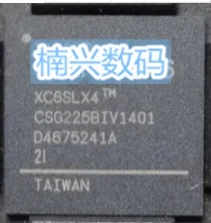 楠兴数码
XC6SLX4™
CSG225BIV1401
D4675241A
2I
TAIWAN